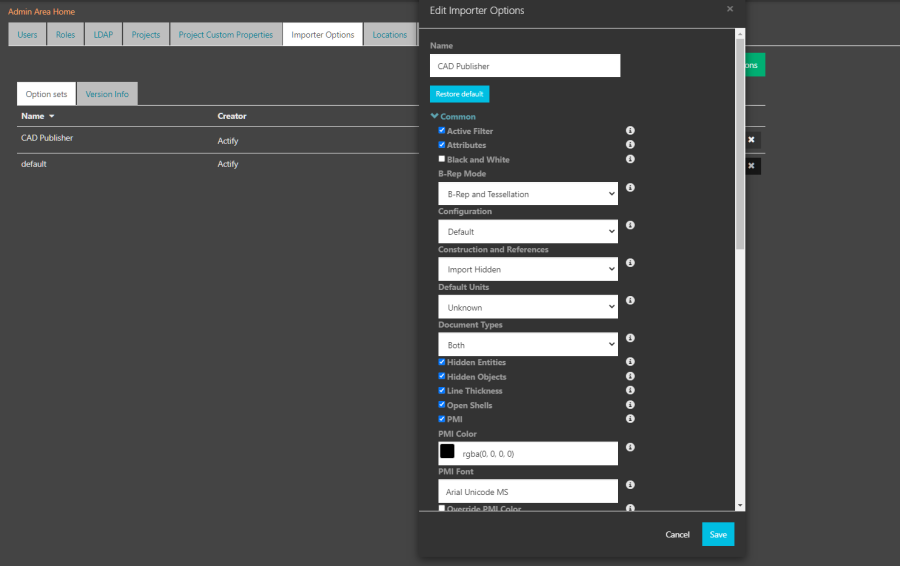 Admin Area Home
Users Roles LDAP Projects Project Custom Properties Importer Options Locations
ons
Option sets Version Info
Name Creator
CAD Publisher Actify
default Actify
Edit Importer Options
Name
CAD Publisher
Restore default
Common
Active Filter
Attributes
Black and White
B-Rep Mode
B-Rep and Tessellation
Configuration
Default
Construction and References
Import Hidden
Default Units
Unknown
Document Types
Both
Hidden Entities
Hidden Objects
Line Thickness
Open Shells
PMI
PMI Color
rgba(0, 0, 0, 0)
PMI Font
Arial Unicode MS
Override PMI Color
Cancel Save